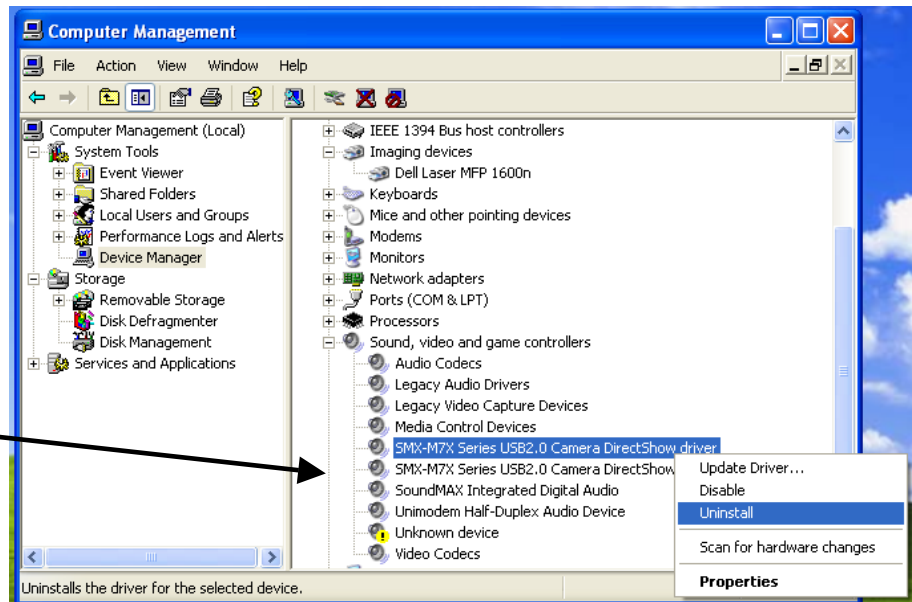 Computer Management
File Action View Window Help
Computer Management (Local)
System Tools
Event Viewer
Shared Folders
Local Users and Groups
Performance Logs and Alerts
Device Manager
Storage
Removable Storage
Disk Defragmenter
Disk Management
Services and Applications
IEEE 1394 Bus host controllers
Imaging devices
Dell Laser MFP 1600n
Keyboards
Mice and other pointing devices
Modems
Monitors
Network adapters
Ports (COM & LPT)
Processors
Sound, video and game controllers
Audio Codecs
Legacy Audio Drivers
Legacy Video Capture Devices
Media Control Devices
SMX-M7X Series USB2.0 Camera DirectShow driver
SMX-M7X Series USB2.0 Camera DirectShow
SoundMAX Integrated Digital Audio
Unimodem Half-Duplex Audio Device
Unknown device
Video Codecs
Update Driver...
Disable
Uninstall
Scan for hardware changes
Properties
Uninstalls the driver for the selected device.